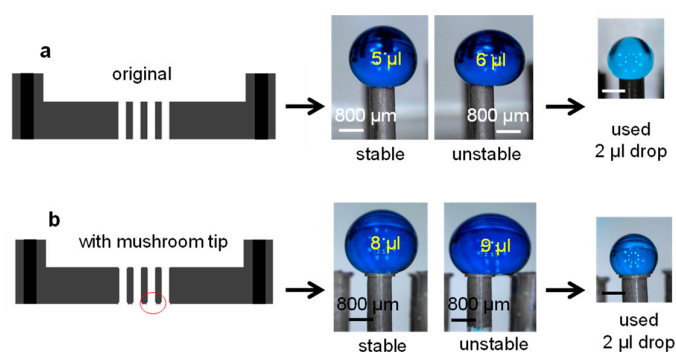 a
original
5 µl
6 µl
800 µm
800 µm
stable
unstable
used
2 µl drop
b
with mushroom tip
8 µl
9 µl
800 µm
800 µm
stable
unstable
used
2 µl drop